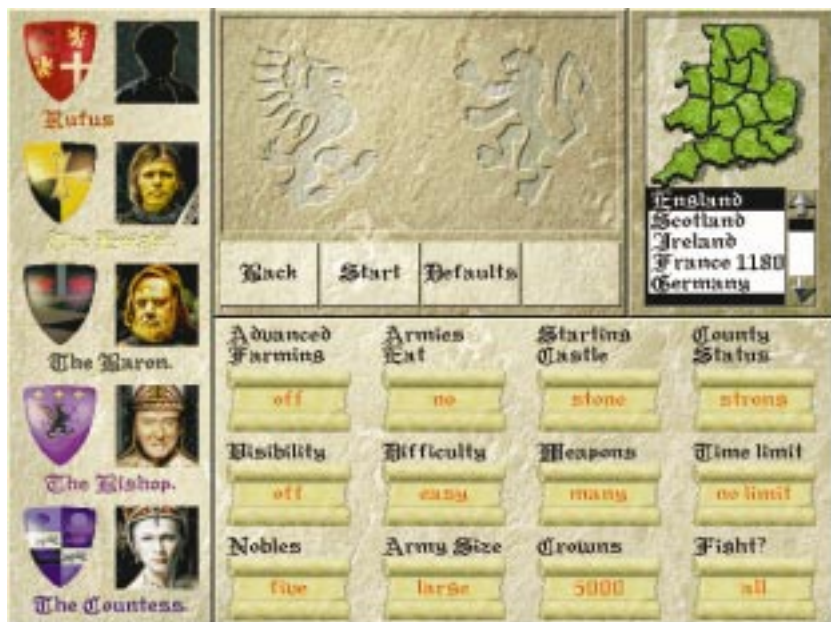 Rufus
The Knight.
The Baron.
The Bishop.
The Countess.
Back
Start
Defaults
England
Scotland
Ireland
France 1180
Germany
Advanced
Farming
off
Armies
Eat
no
Starting
Castle
stone
County
Status
strong
Visibility
off
Difficulty
easy
Weapons
many
Time limit
no limit
Nobles
five
Army Size
large
Crowns
5000
Fight?
all